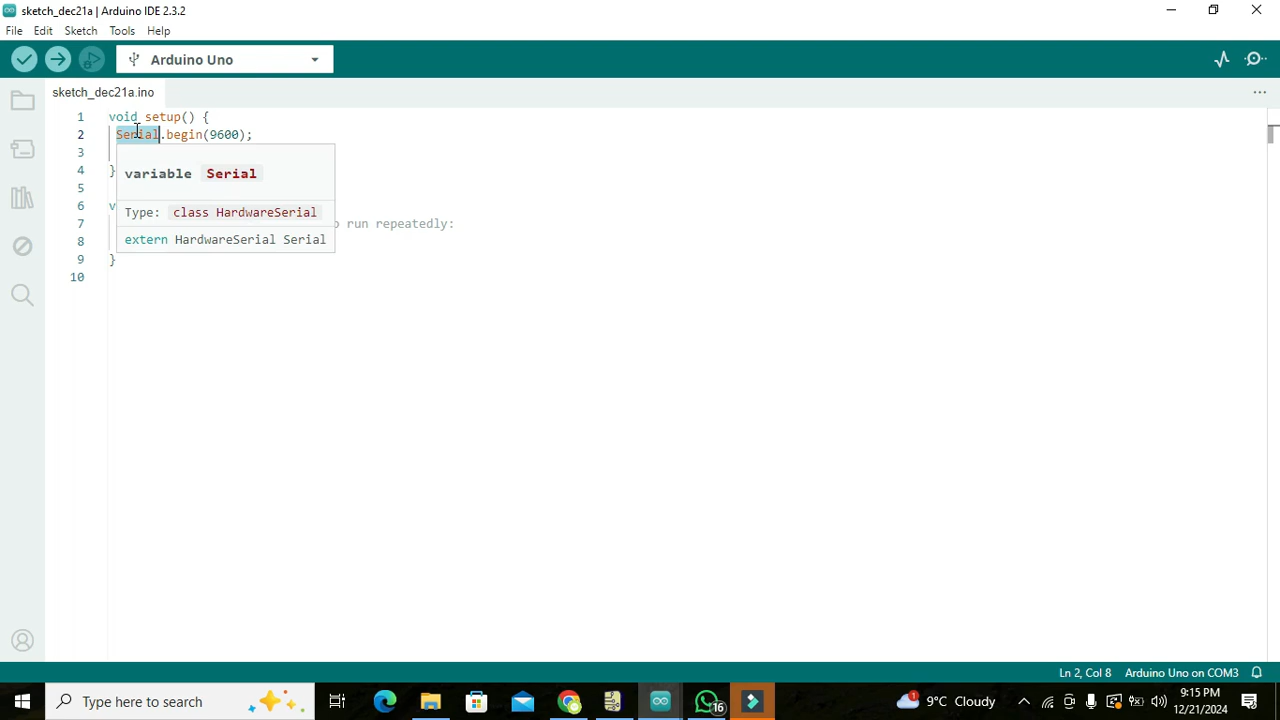 sketch_dec21a | Arduino IDE 2.3.2
File Edit Sketch Tools Help
Arduino Uno
sketch_dec21a.ino
1 void setup() {
2 Serial.begin(9600);
3
4 }
5
6 v
7 o run repeatedly:
8
9 }
10
variable Serial
Type: class HardwareSerial
extern HardwareSerial Serial
Ln 2, Col 8 Arduino Uno on COM3
Type here to search
16
1
9°C Cloudy
9:15 PM
12/21/2024